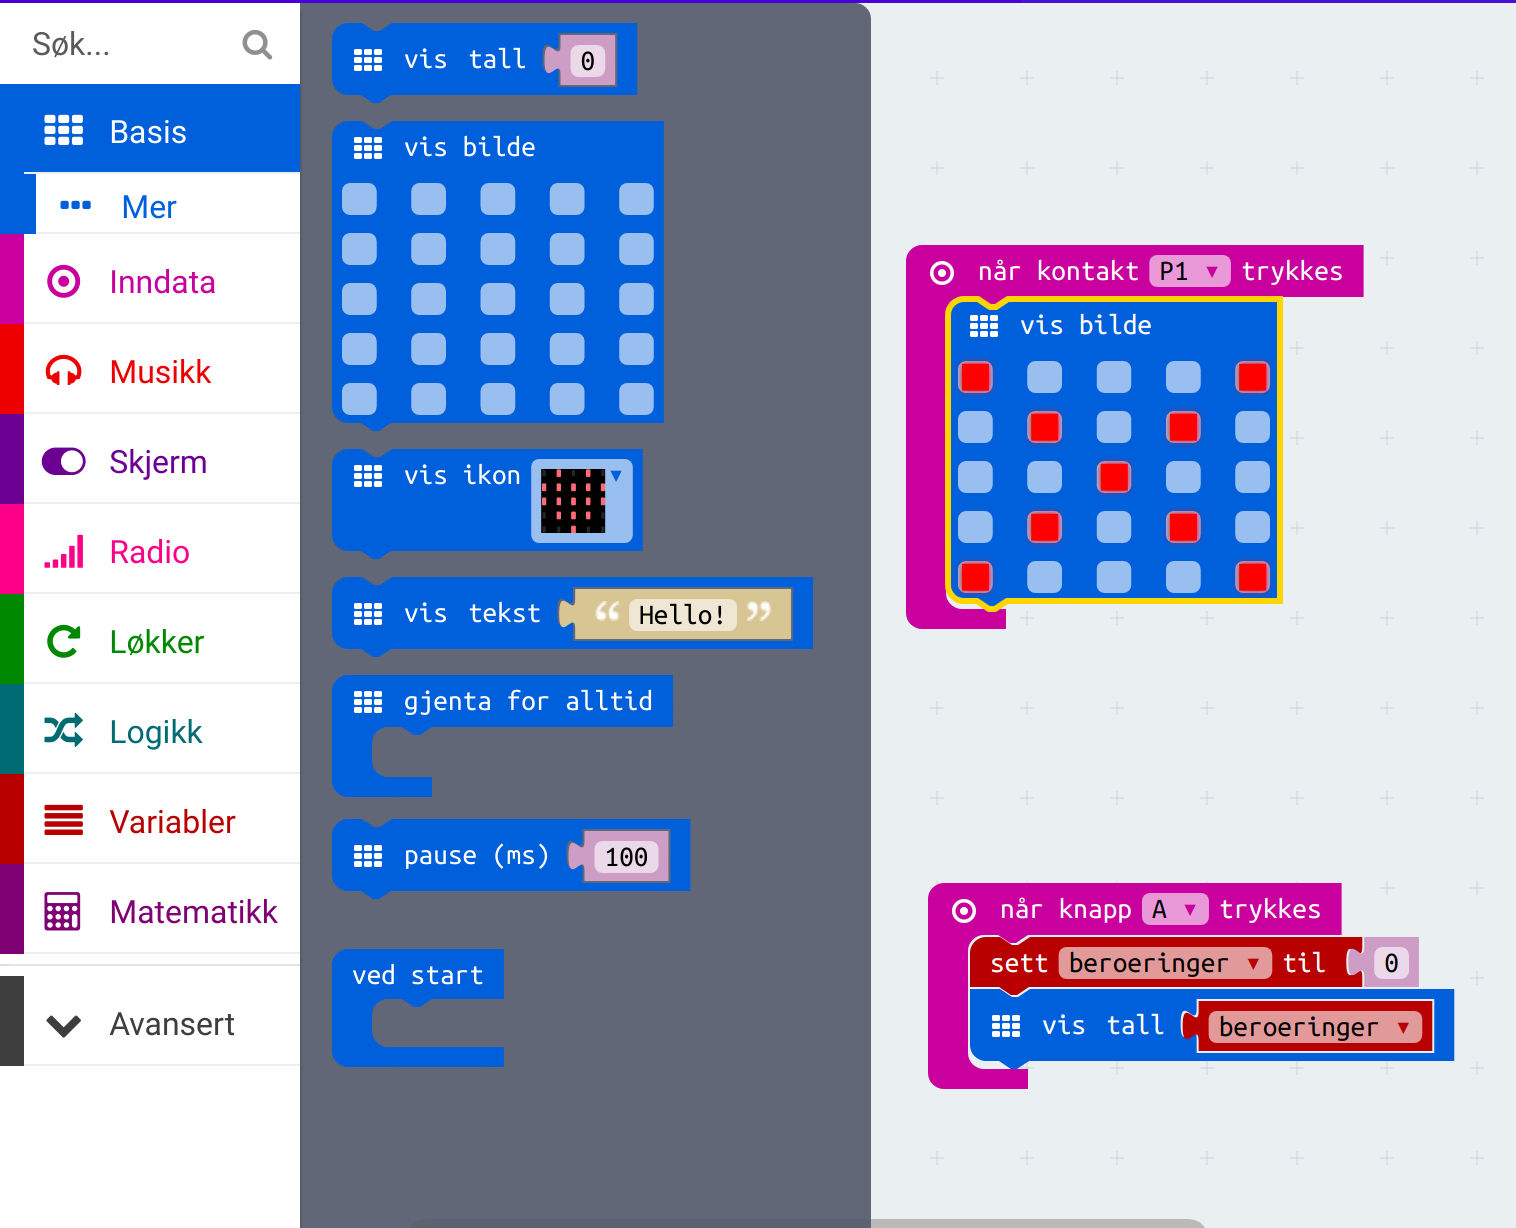 Søk...
Basis
Mer
Inndata
Musikk
Skjerm
Radio
Løkker
Logikk
Variabler
Matematikk
Avansert
vis tall 0
vis bilde
vis ikon
vis tekst “ Hello! ”
gjenta for alltid
pause (ms) 100
ved start
når kontakt P1 trykkes
vis bilde
når knapp A trykkes
sett beroeringer til 0
vis tall beroeringer